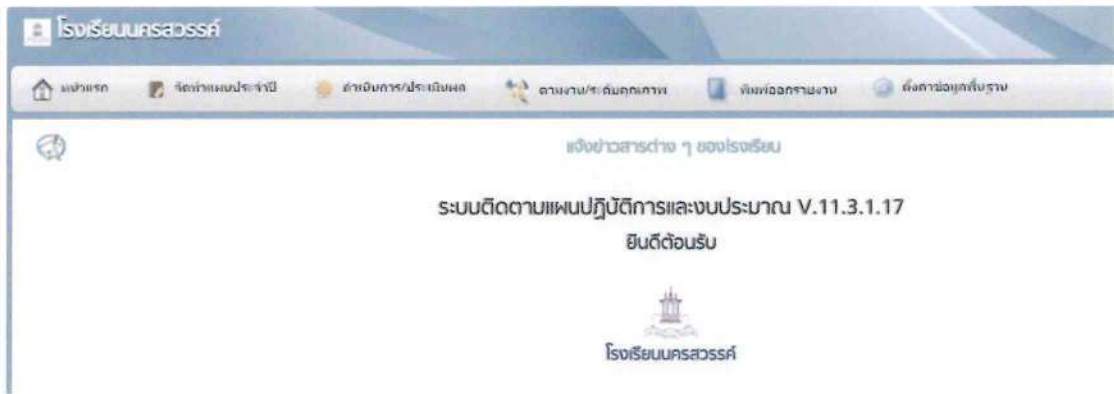 โรงเรียนนครสวรรค์
หน้าแรก จัดทำแผนประจำปี ดำเนินการ/ประเมินผล ตามงาน/ระดับคุณภาพ พิมพ์ออกรายงาน ตั้งค่าข้อมูลพื้นฐาน
แจ้งข่าวสารต่าง ๆ ของโรงเรียน
ระบบติดตามแผนปฏิบัติการและงบประมาณ V.11.3.1.17
ยินดีต้อนรับ
โรงเรียนนครสวรรค์